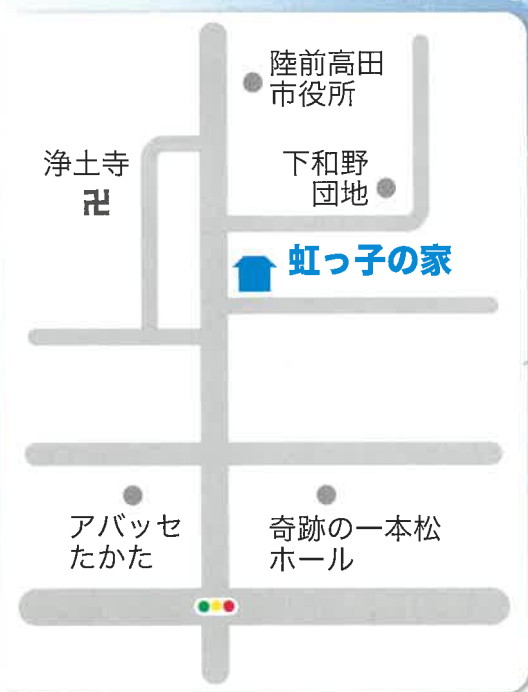 陸前高田
市役所
浄土寺
卍
下和野
団地
虹っ子の家
アバッセ
たかた
奇跡の一本松
ホール